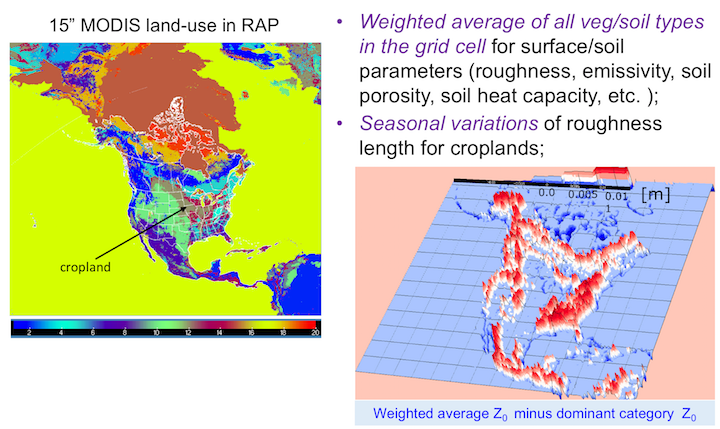 15” MODIS land-use in RAP
cropland
2 4 6 8 10 12 14 16 18 20
• Weighted average of all veg/soil types
in the grid cell for surface/soil
parameters (roughness, emissivity, soil
porosity, soil heat capacity, etc. );
• Seasonal variations of roughness
length for croplands;
0.0 0.005 0.01 [m]
1
Weighted average Z₀ minus dominant category Z₀